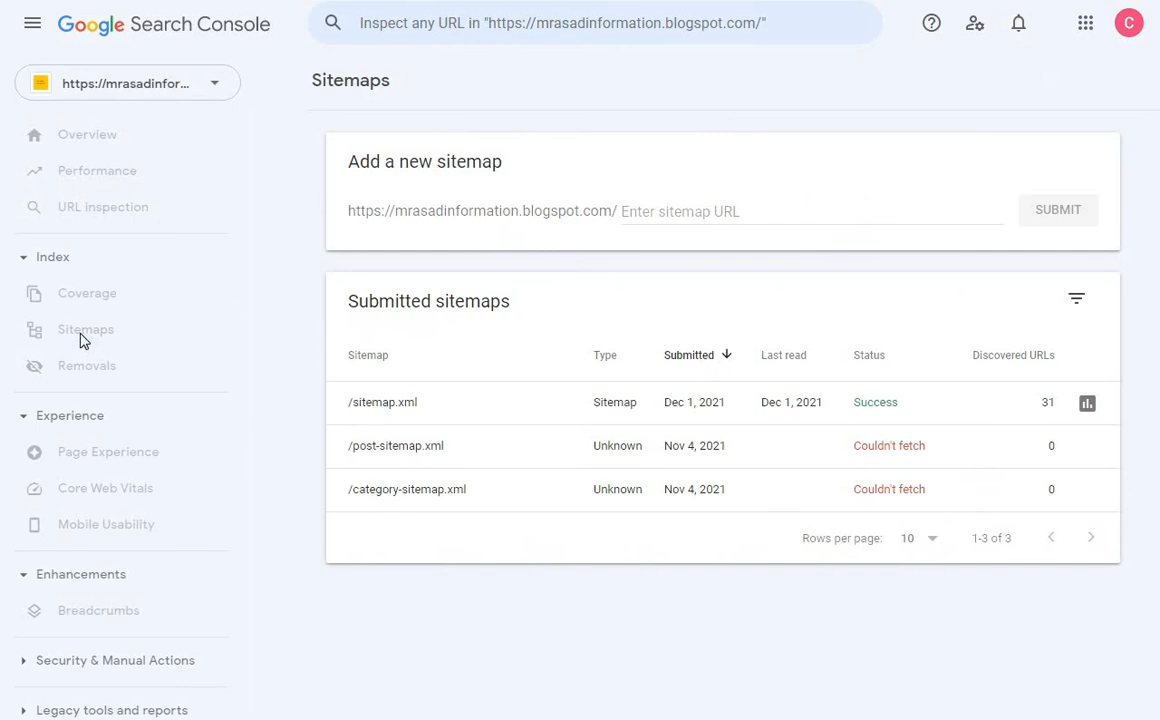 Google Search Console
Inspect any URL in "https://mrasadinformation.blogspot.com/"
C
https://mrasadinfor...
Sitemaps
Overview
Performance
URL inspection
Index
Coverage
Sitemaps
Removals
Experience
Page Experience
Core Web Vitals
Mobile Usability
Enhancements
Breadcrumbs
Security & Manual Actions
Legacy tools and reports
Add a new sitemap
https://mrasadinformation.blogspot.com/ Enter sitemap URL SUBMIT
Submitted sitemaps
Sitemap Type Submitted Last read Status Discovered URLs
/sitemap.xml Sitemap Dec 1, 2021 Dec 1, 2021 Success 31
/post-sitemap.xml Unknown Nov 4, 2021 Couldn't fetch 0
/category-sitemap.xml Unknown Nov 4, 2021 Couldn't fetch 0
Rows per page: 10 1-3 of 3